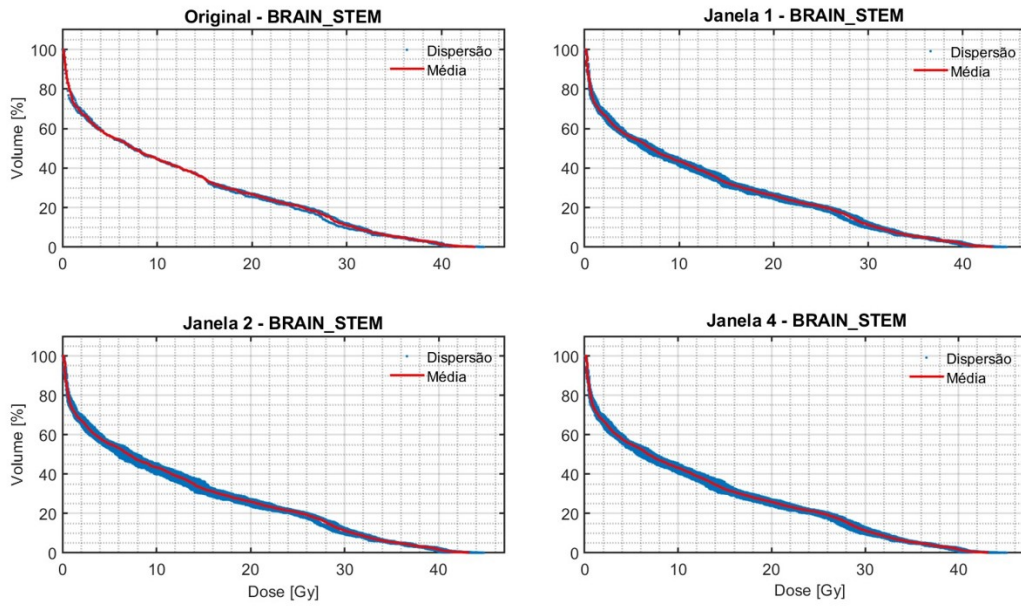 Original - BRAIN_STEM
100
80
60
40
20
0
0 10 20 30 40
Volume [%]
Dispersão
Média
Janela 1 - BRAIN_STEM
100
80
60
40
20
0
0 10 20 30 40
Dispersão
Média
Janela 2 - BRAIN_STEM
100
80
60
40
20
0
0 10 20 30 40
Volume [%]
Dose [Gy]
Dispersão
Média
Janela 4 - BRAIN_STEM
100
80
60
40
20
0
0 10 20 30 40
Dose [Gy]
Dispersão
Média